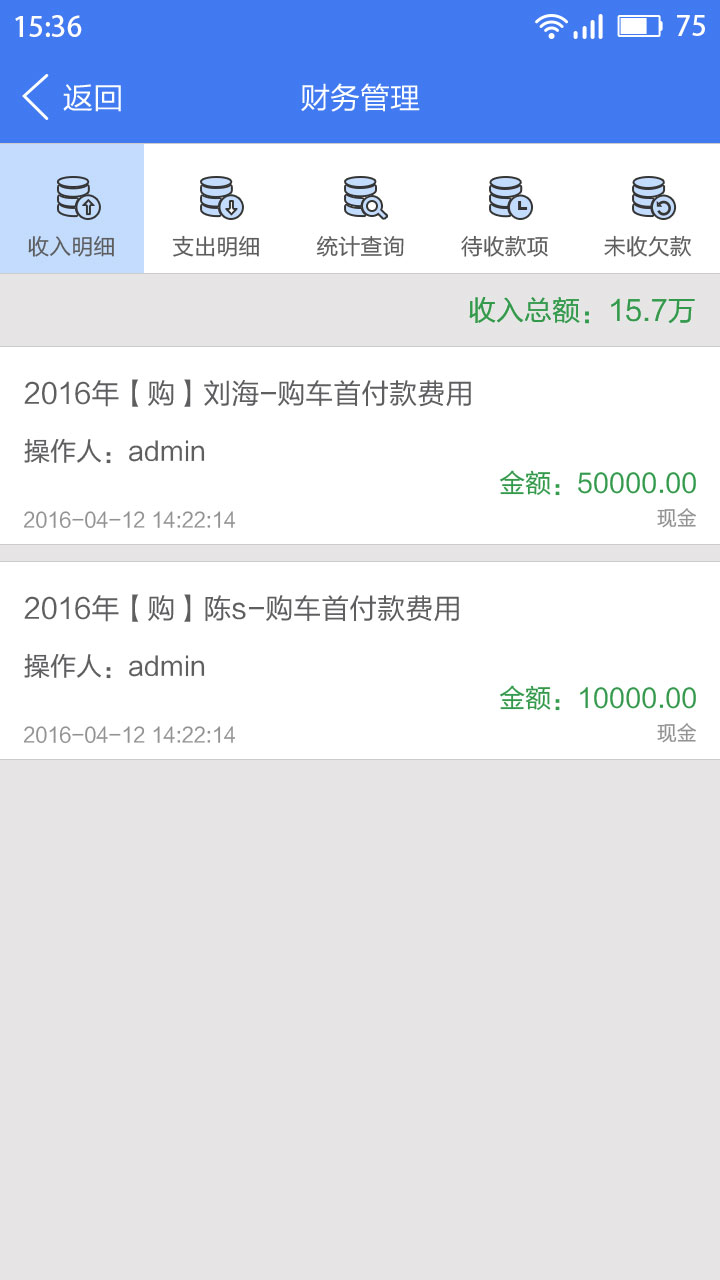 15:36 75
返回 财务管理
收入明细 支出明细 统计查询 待收款项 未收欠款
收入总额：15.7万
2016年【购】刘海-购车首付款费用
操作人：admin
金额：50000.00
2016-04-12 14:22:14 现金
2016年【购】陈s-购车首付款费用
操作人：admin
金额：10000.00
2016-04-12 14:22:14 现金